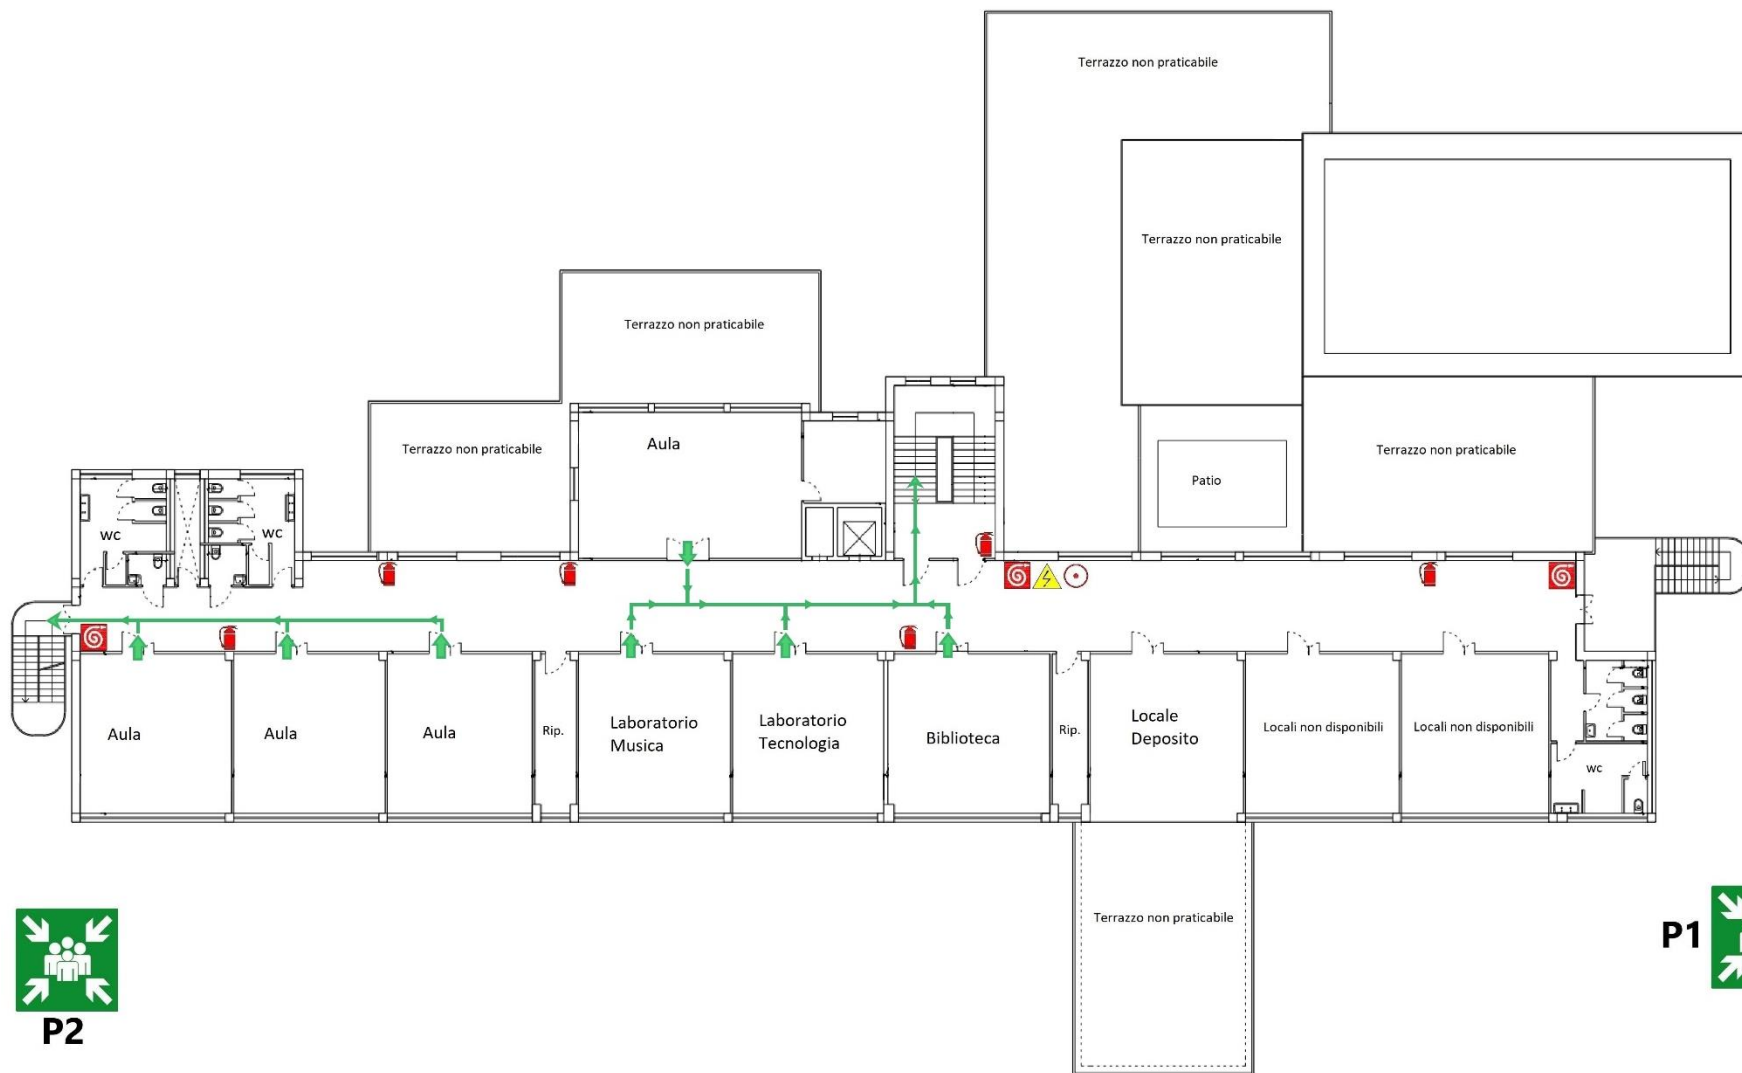 Terrazzo non praticabile
Terrazzo non praticabile
Terrazzo non praticabile
Terrazzo non praticabile
Aula
Terrazzo non praticabile
Patio
wc
wc
Aula
Aula
Aula
Rip.
Laboratorio
Musica
Laboratorio
Tecnologia
Biblioteca
Rip.
Locale
Deposito
Locali non disponibili
Locali non disponibili
wc
Terrazzo non praticabile
P1
P2